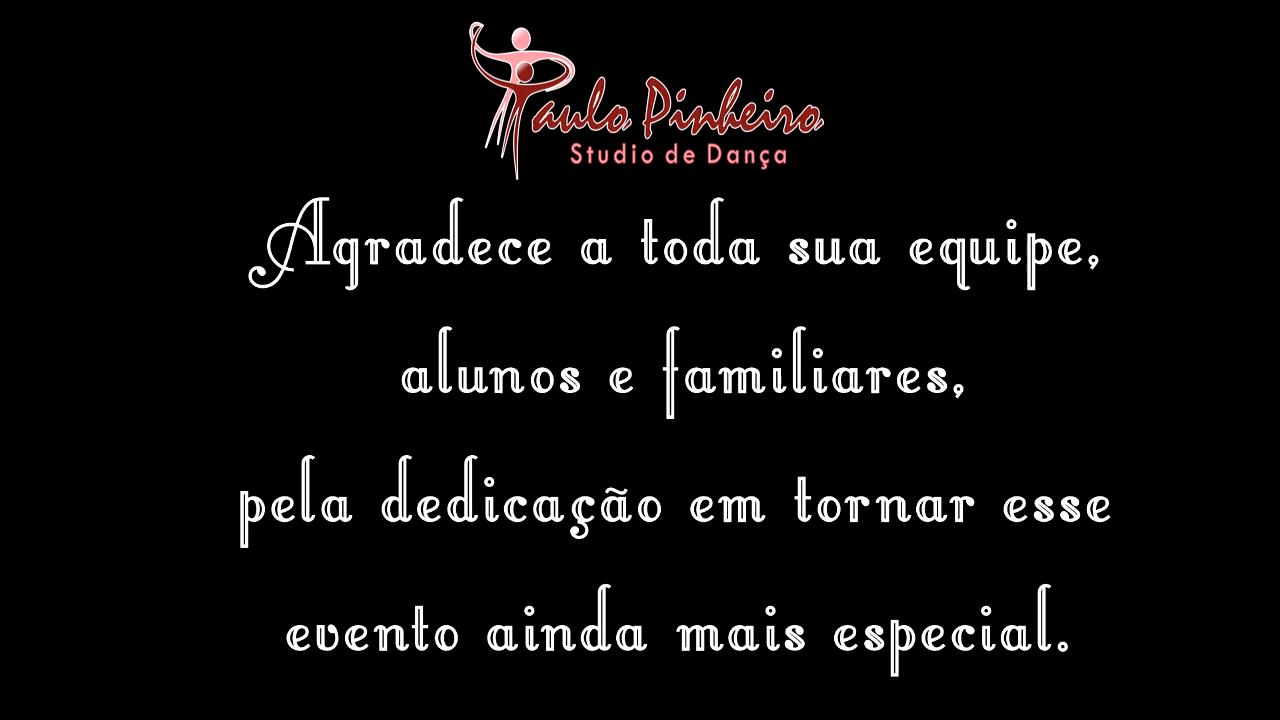 Paulo Pinheiro
Studio de Dança
Agradece a toda sua equipe,
alunos e familiares,
pela dedicação em tornar esse
evento ainda mais especial.